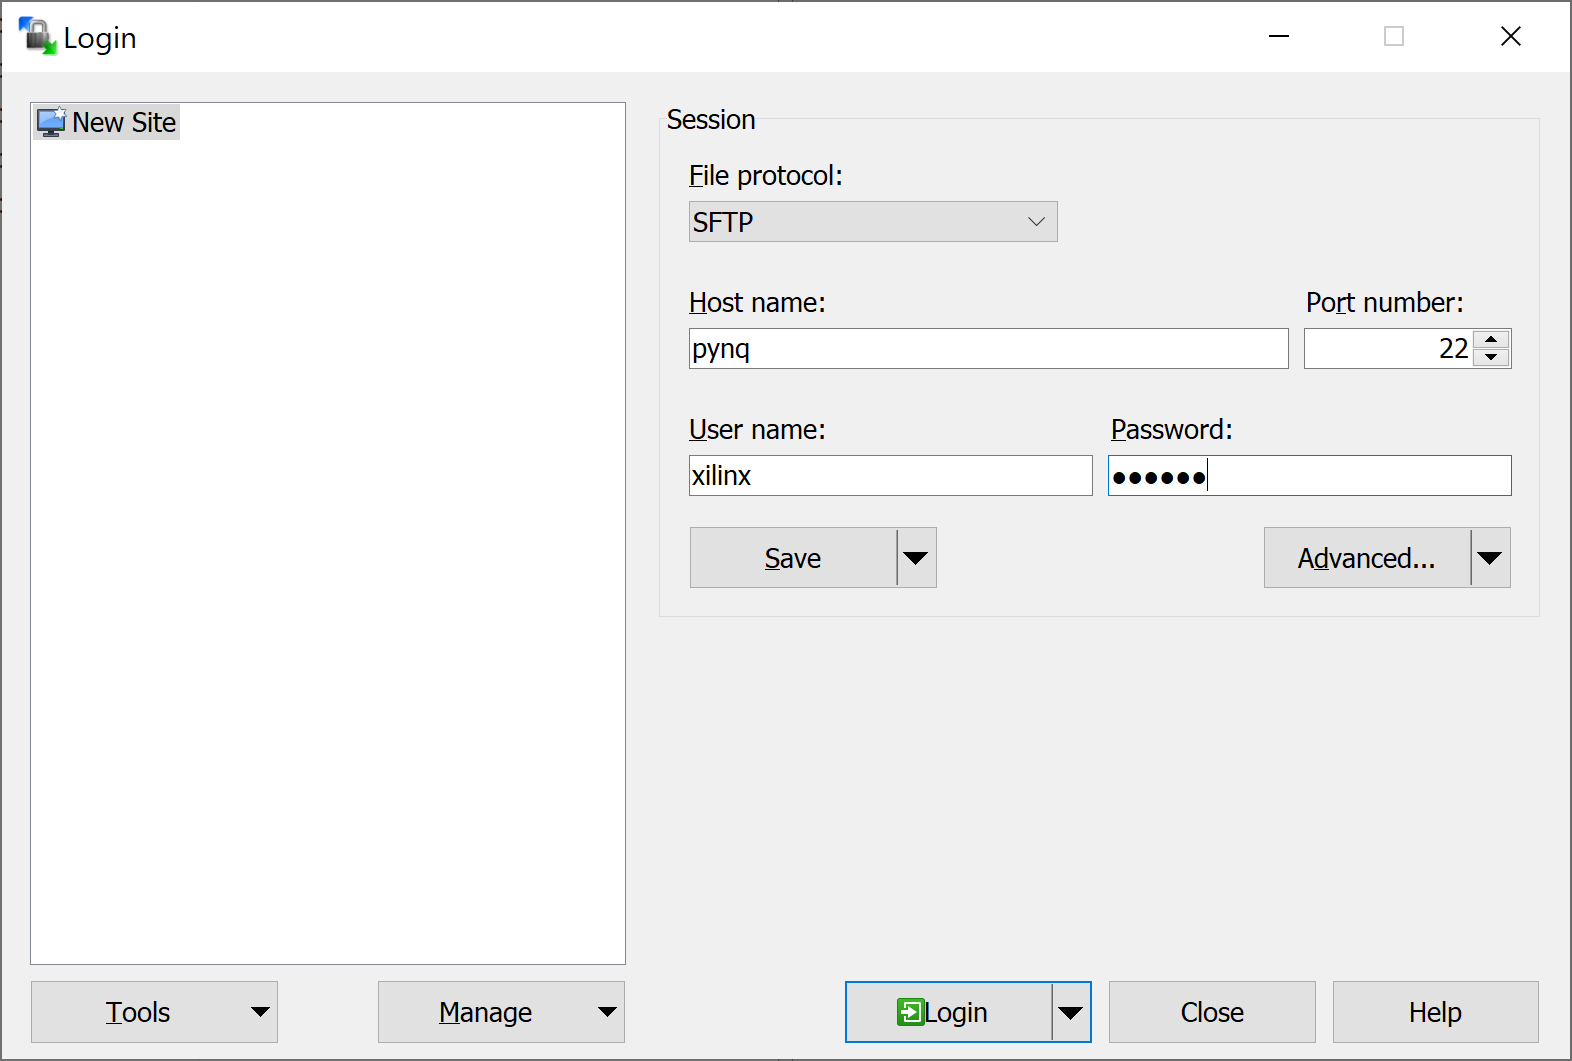 Login
New Site
Session
File protocol:
SFTP
Host name:
Port number:
pynq
22
User name:
Password:
xilinx
●●●●●●
Save
Advanced...
Tools
Manage
Login
Close
Help